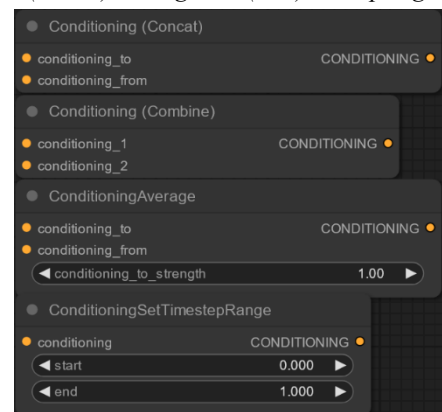 Conditioning (Concat)
conditioning_to CONDITIONING
conditioning_from
Conditioning (Combine)
conditioning_1 CONDITIONING
conditioning_2
ConditioningAverage
conditioning_to CONDITIONING
conditioning_from
conditioning_to_strength 1.00
ConditioningSetTimestepRange
conditioning CONDITIONING
start 0.000
end 1.000